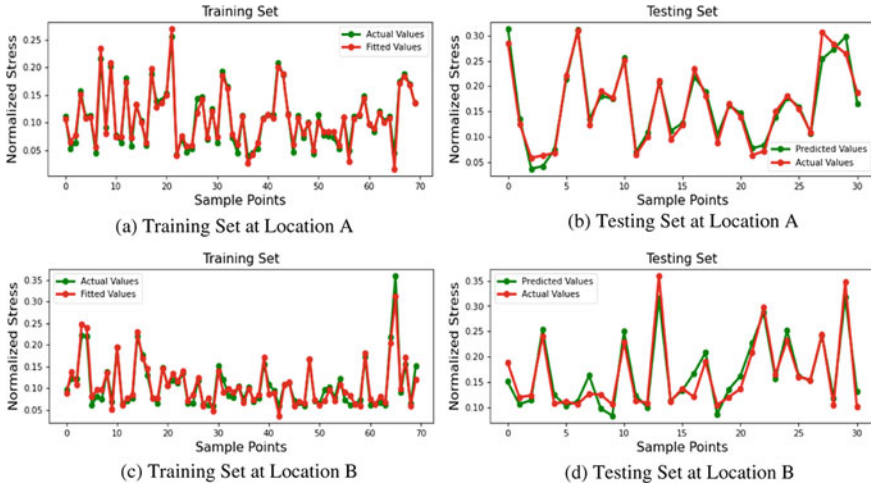 Training Set
Normalized Stress
0.25
0.20
0.15
0.10
0.05
Actual Values
Fitted Values
0 10 20 30 40 50 60 70
Sample Points
(a) Training Set at Location A
Testing Set
Normalized Stress
0.30
0.25
0.20
0.15
0.10
0.05
Predicted Values
Actual Values
0 5 10 15 20 25 30
Sample Points
(b) Testing Set at Location A
Training Set
Normalized Stress
0.35
0.30
0.25
0.20
0.15
0.10
0.05
Actual Values
Fitted Values
0 10 20 30 40 50 60 70
Sample Points
(c) Training Set at Location B
Testing Set
Normalized Stress
0.35
0.30
0.25
0.20
0.15
0.10
Predicted Values
Actual Values
0 5 10 15 20 25 30
Sample Points
(d) Testing Set at Location B